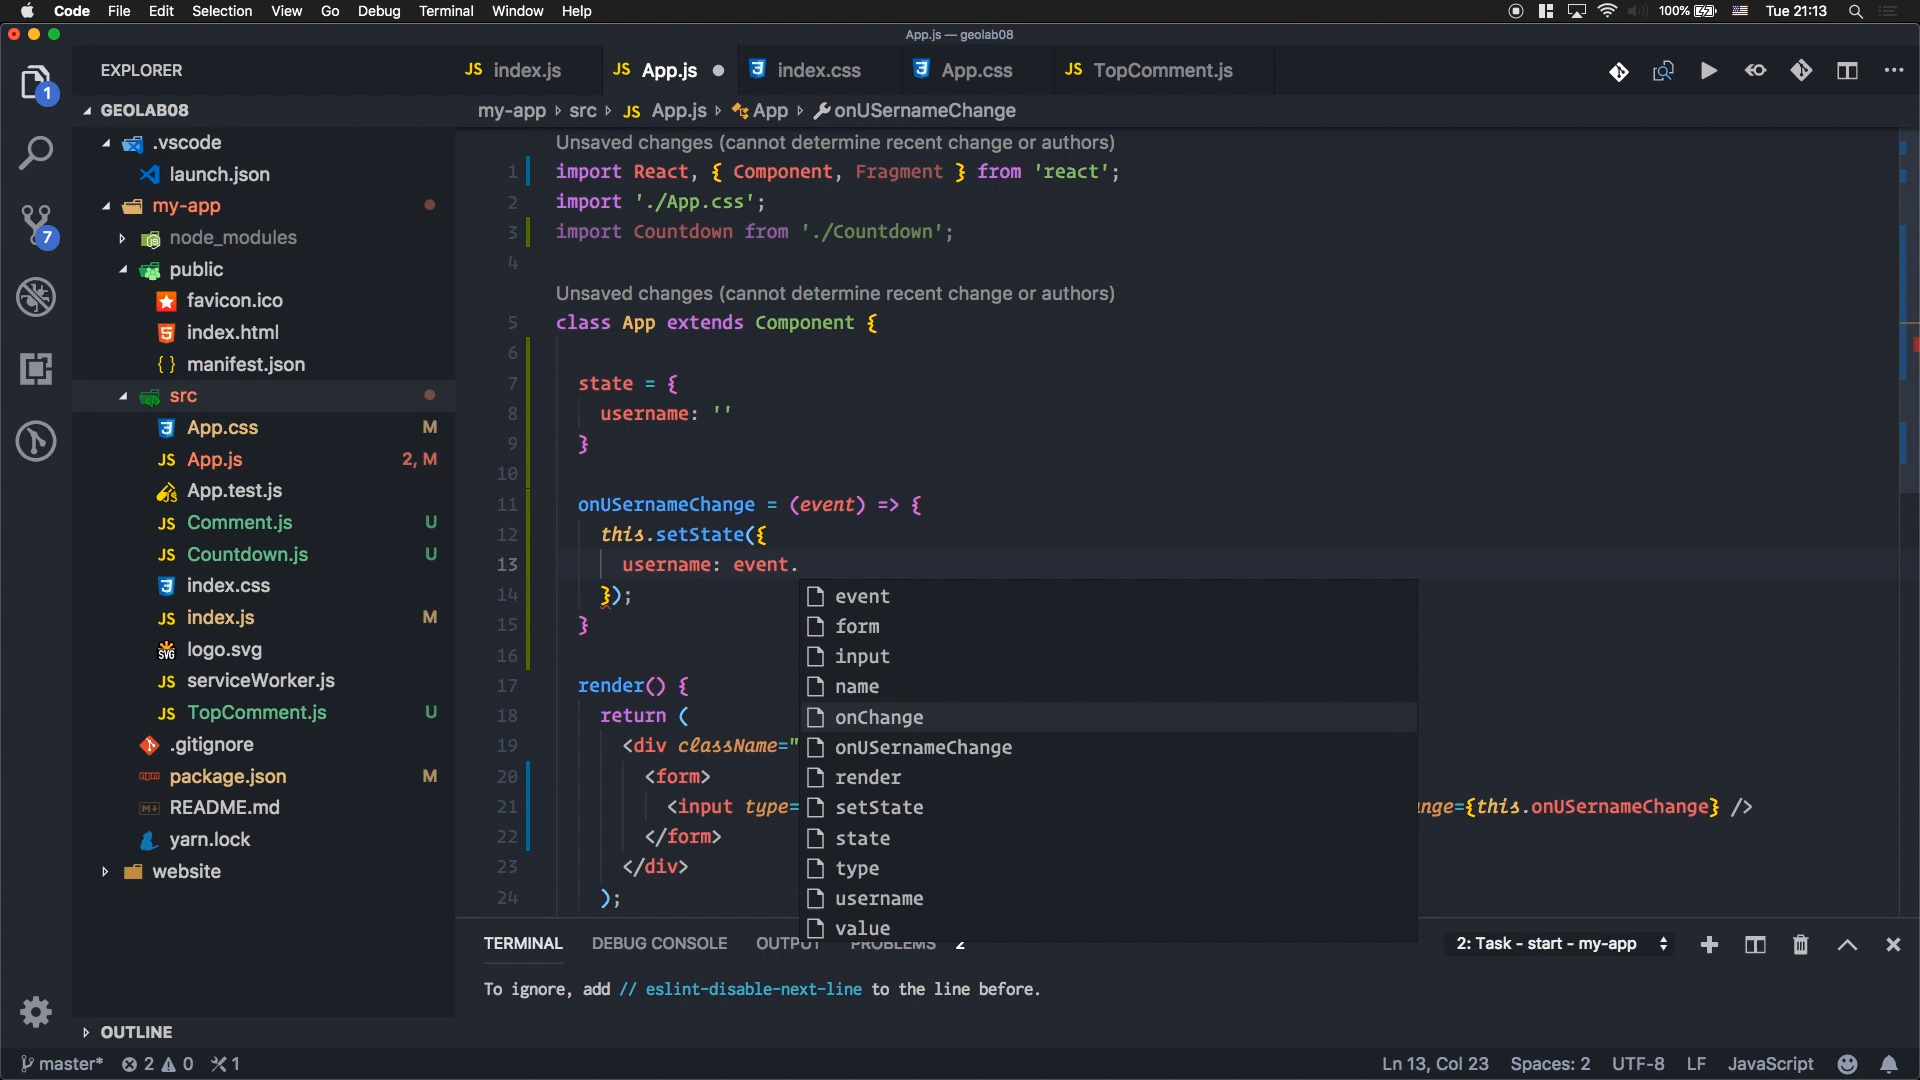 Code File Edit Selection View Go Debug Terminal Window Help 100% Tue 21:13
App.js — geolab08
1
7
EXPLORER
GEOLAB08
.vscode
launch.json
my-app
node_modules
public
favicon.ico
index.html
manifest.json
src
App.css M
App.js 2, M
App.test.js
Comment.js U
Countdown.js U
index.css
index.js M
logo.svg
serviceWorker.js
TopComment.js U
.gitignore
package.json M
README.md
yarn.lock
website
OUTLINE
JS index.js JS App.js index.css App.css JS TopComment.js
my-app › src › JS App.js › App › onUSernameChange
Unsaved changes (cannot determine recent change or authors)
1 import React, { Component, Fragment } from 'react';
2 import './App.css';
3 import Countdown from './Countdown';
4
Unsaved changes (cannot determine recent change or authors)
5 class App extends Component {
6
7 state = {
8 username: ''
9 }
10
11 onUSernameChange = (event) => {
12 this.setState({
13 username: event.
14 });
15 }
16
17 render() {
18 return (
19 <div className="
20 <form>
21 <input type= nge={this.onUSernameChange} />
22 </form>
23 </div>
24 );
event
form
input
name
onChange
onUSernameChange
render
setState
state
type
username
value
TERMINAL DEBUG CONSOLE OUTPUT PROBLEMS 2 2: Task - start - my-app
To ignore, add // eslint-disable-next-line to the line before.
master* 2 0 1 Ln 13, Col 23 Spaces: 2 UTF-8 LF JavaScript